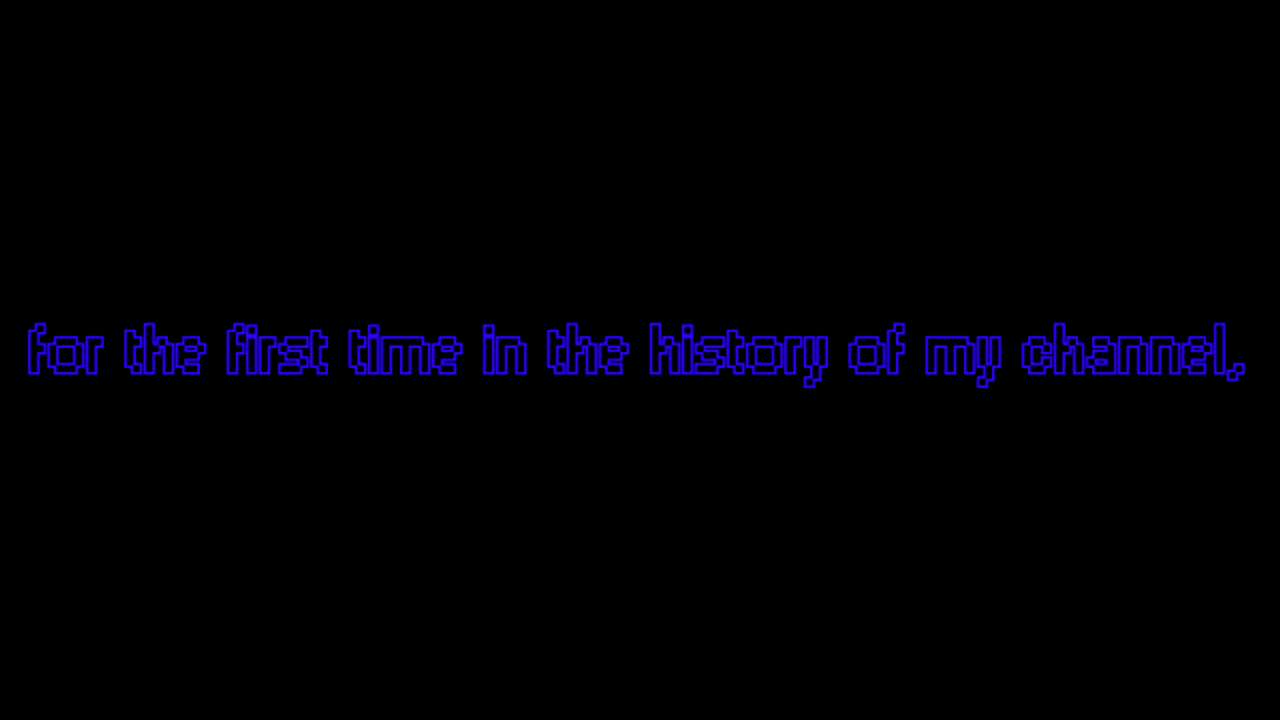 for the first time in the history of my channel,